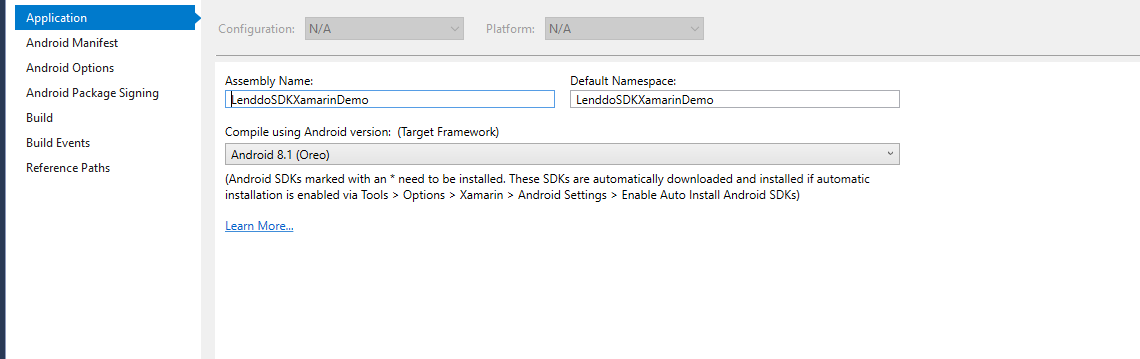 Application
Android Manifest
Android Options
Android Package Signing
Build
Build Events
Reference Paths
Configuration: N/A Platform: N/A
Assembly Name: Default Namespace:
LenddoSDKXamarinDemo LenddoSDKXamarinDemo
Compile using Android version: (Target Framework)
Android 8.1 (Oreo)
(Android SDKs marked with an * need to be installed. These SDKs are automatically downloaded and installed if automatic
installation is enabled via Tools > Options > Xamarin > Android Settings > Enable Auto Install Android SDKs)
Learn More...